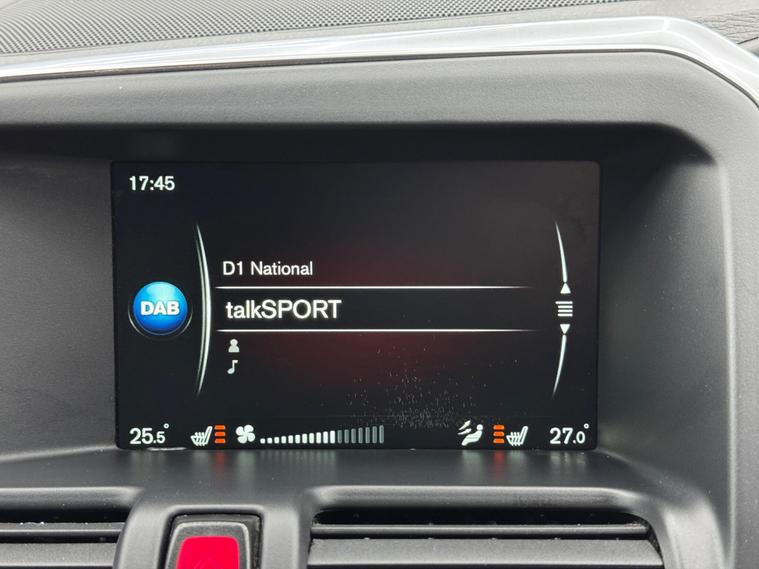 17:45
D1 National
DAB
talkSPORT
25.5°
27.0°